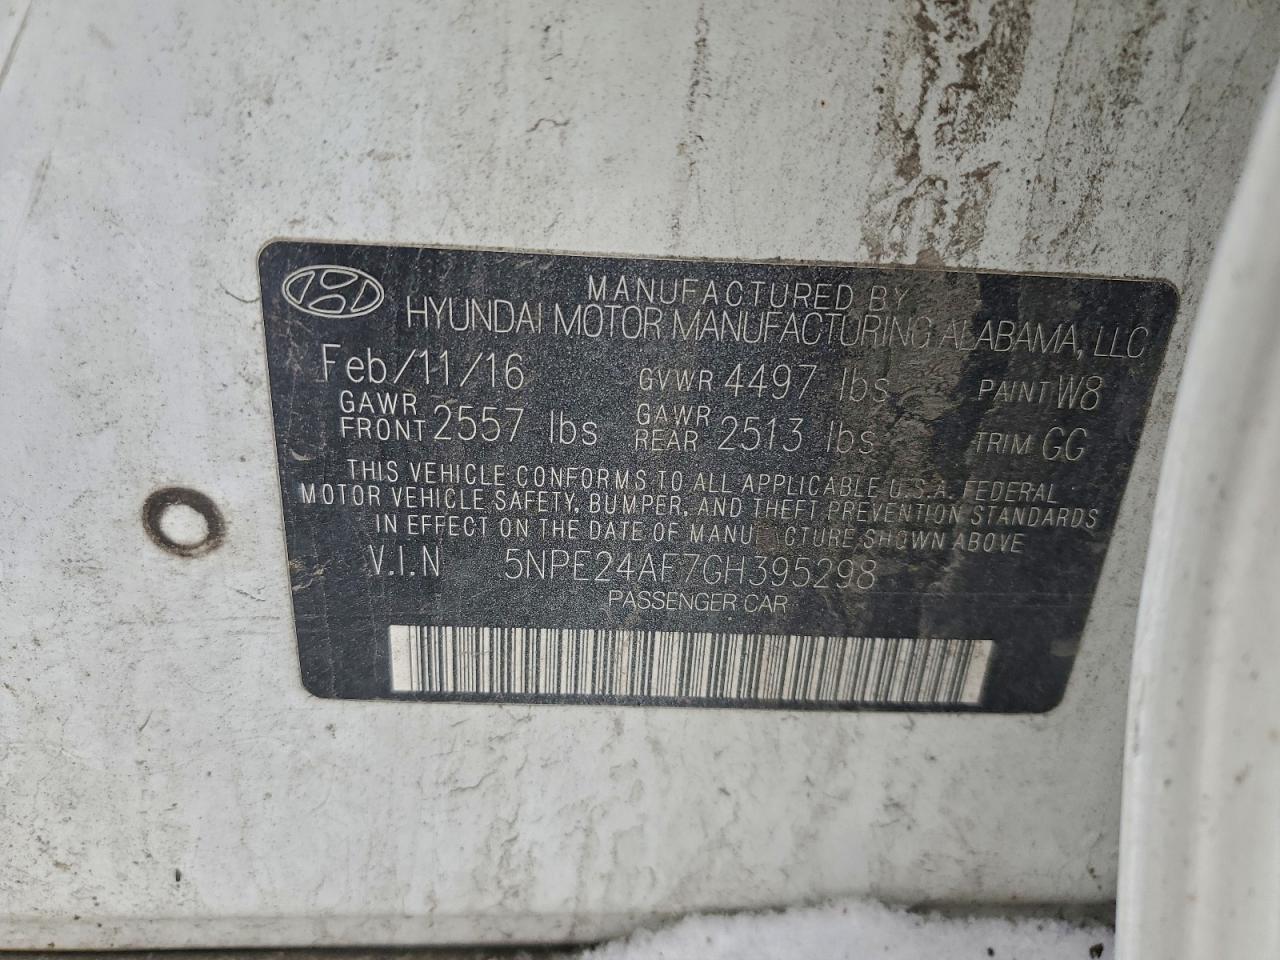 MANUFACTURED BY
HYUNDAI MOTOR MANUFACTURING ALABAMA, LLC
Feb/11/16 GVWR 4497 lbs PAINT W8
GAWR FRONT 2557 lbs GAWR REAR 2513 lbs TRIM GG
THIS VEHICLE CONFORMS TO ALL APPLICABLE U.S.A. FEDERAL
MOTOR VEHICLE SAFETY, BUMPER, AND THEFT PREVENTION STANDARDS
IN EFFECT ON THE DATE OF MANUFACTURE SHOWN ABOVE
V.I.N 5NPE24AF7GH395298
PASSENGER CAR